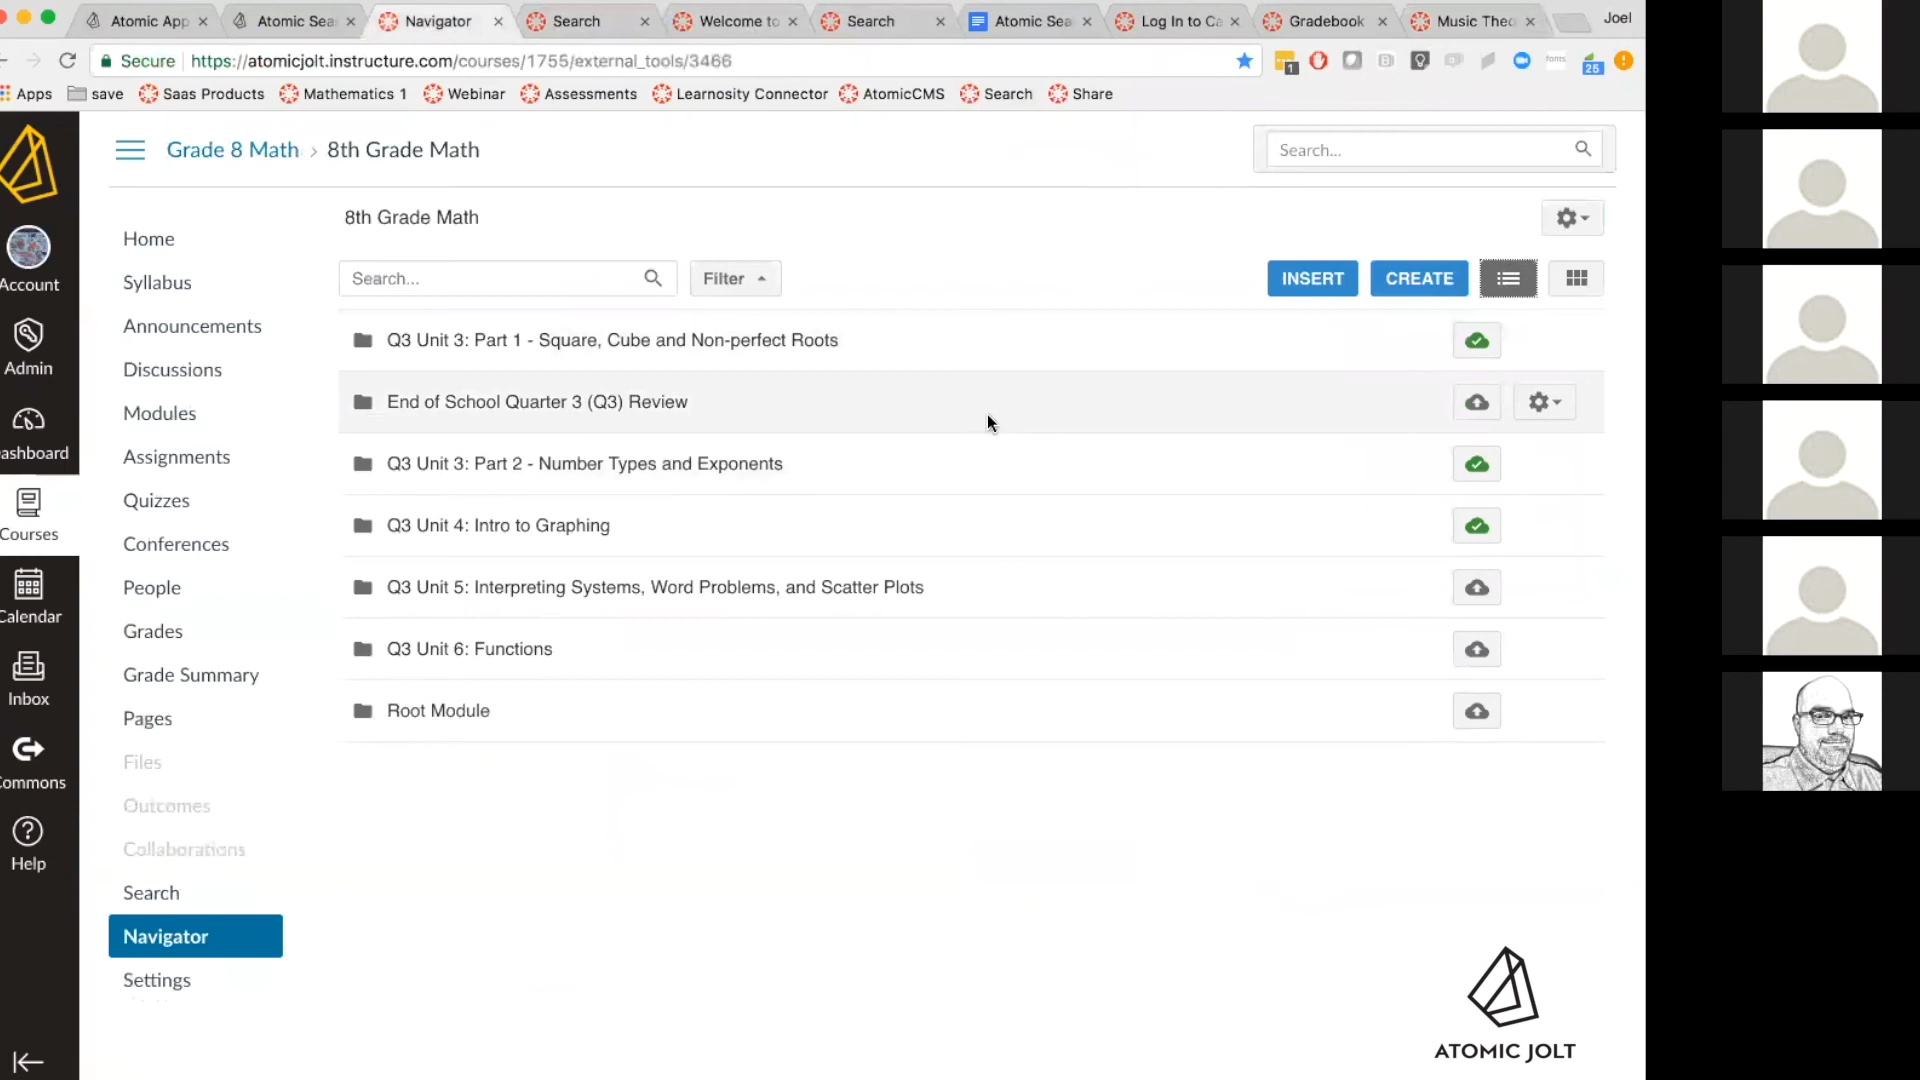 Atomic App
Atomic Sea
Navigator
Search
Welcome to
Search
Atomic Sea
Log In to Ca
Gradebook
Music Theo
Joel
Secure
https://atomicjolt.instructure.com/courses/1755/external_tools/3466
1
fonts
25
Apps
save
Saas Products
Mathematics 1
Webinar
Assessments
Learnosity Connector
AtomicCMS
Search
Share
Grade 8 Math > 8th Grade Math
Search...
Account
Admin
ashboard
Courses
Calendar
Inbox
ommons
Help
Home
Syllabus
Announcements
Discussions
Modules
Assignments
Quizzes
Conferences
People
Grades
Grade Summary
Pages
Files
Outcomes
Collaborations
Search
Navigator
Settings
8th Grade Math
Search...
Filter
INSERT
CREATE
Q3 Unit 3: Part 1 - Square, Cube and Non-perfect Roots
End of School Quarter 3 (Q3) Review
Q3 Unit 3: Part 2 - Number Types and Exponents
Q3 Unit 4: Intro to Graphing
Q3 Unit 5: Interpreting Systems, Word Problems, and Scatter Plots
Q3 Unit 6: Functions
Root Module
ATOMIC JOLT